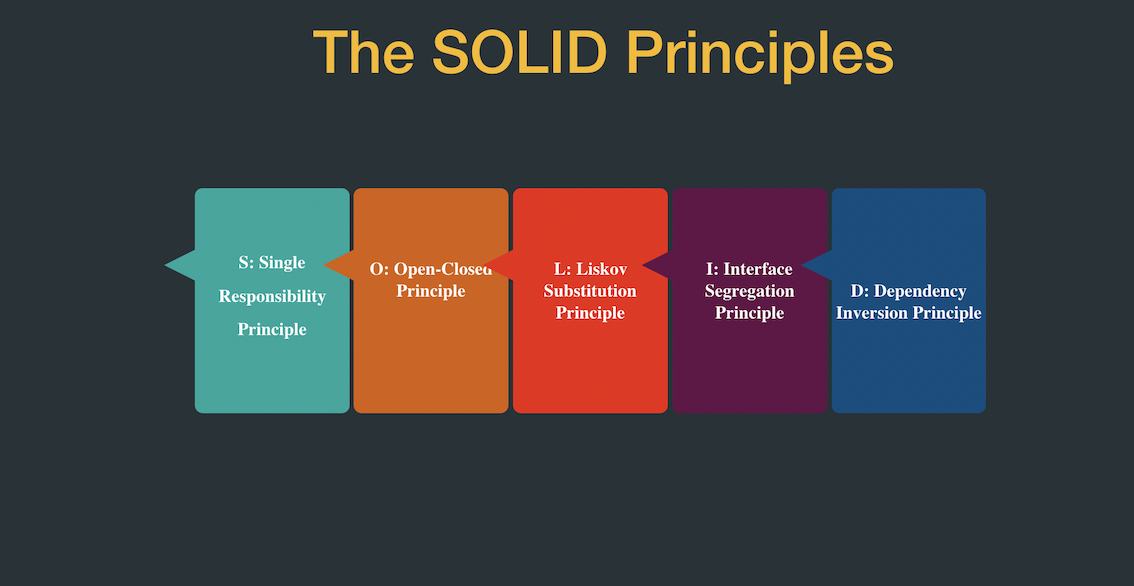 The SOLID Principles
S: Single
Responsibility
Principle
O: Open-Closed
Principle
L: Liskov
Substitution
Principle
I: Interface
Segregation
Principle
D: Dependency
Inversion Principle